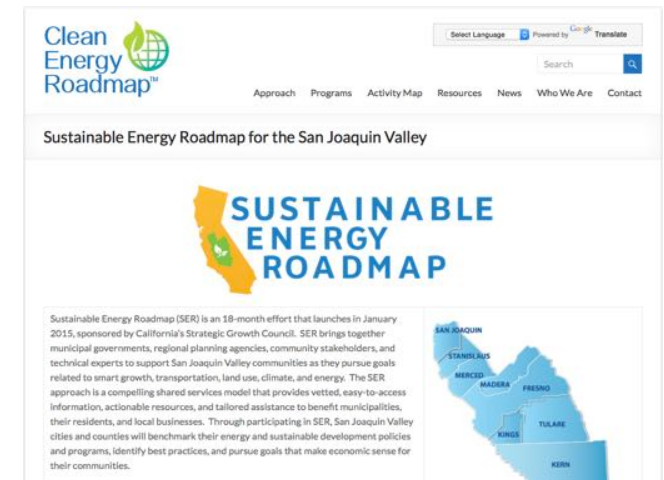 Clean
Energy
Roadmap™
Select Language Powered by Google Translate
Search
Approach Programs Activity Map Resources News Who We Are Contact
Sustainable Energy Roadmap for the San Joaquin Valley
SUSTAINABLE
ENERGY
ROADMAP
Sustainable Energy Roadmap (SER) is an 18-month effort that launches in January
2015, sponsored by California's Strategic Growth Council. SER brings together
municipal governments, regional planning agencies, community stakeholders, and
technical experts to support San Joaquin Valley communities as they pursue goals
related to smart growth, transportation, land use, climate, and energy. The SER
approach is a compelling shared services model that provides vetted, easy-to-access
information, actionable resources, and tailored assistance to benefit municipalities,
their residents, and local businesses. Through participating in SER, San Joaquin Valley
cities and counties will benchmark their energy and sustainable development policies
and programs, identify best practices, and pursue goals that make economic sense for
their communities.
SAN JOAQUIN
STANISLAUS
MERCED
MADERA
FRESNO
TULARE
KINGS
KERN